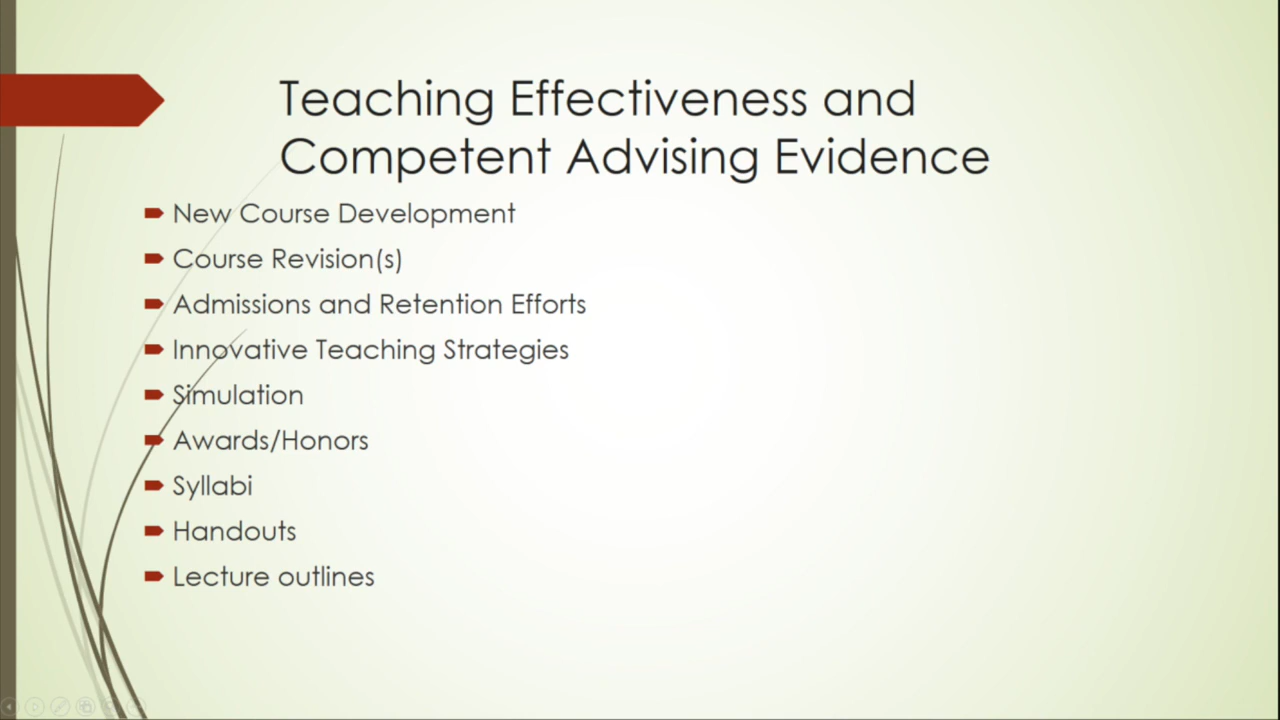 Teaching Effectiveness and
Competent Advising Evidence
New Course Development
Course Revision(s)
Admissions and Retention Efforts
Innovative Teaching Strategies
Simulation
Awards/Honors
Syllabi
Handouts
Lecture outlines